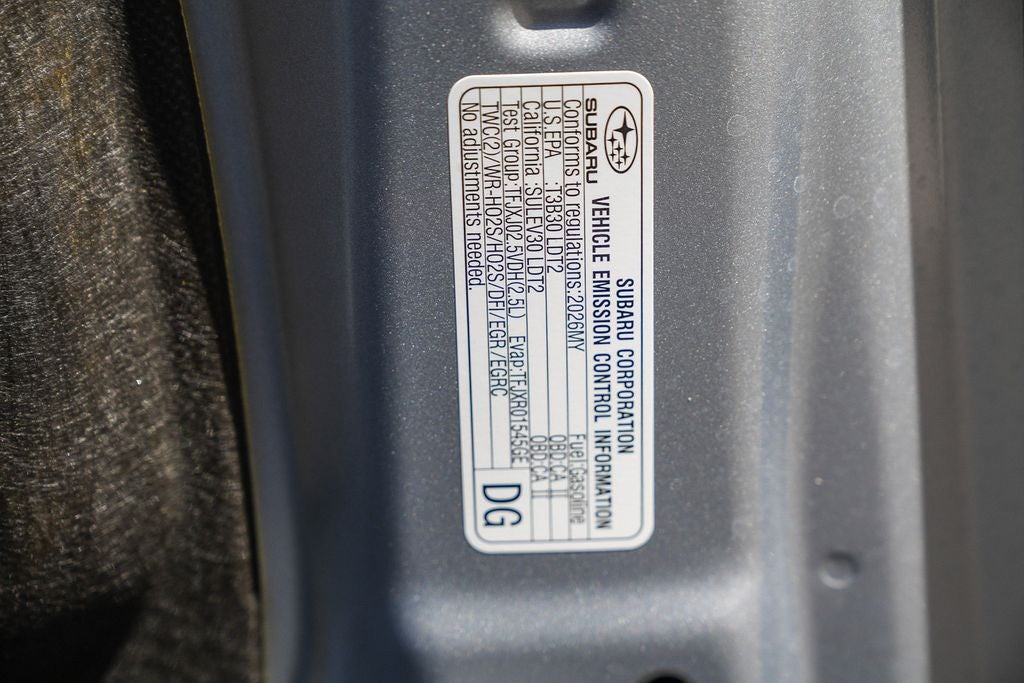 SUBARU
SUBARU CORPORATION
VEHICLE EMISSION CONTROL INFORMATION
Conforms to regulations:2026MY Fuel:Gasoline
U.S.EPA :T3B30 LDT2 OBD:CA II
California :SULEV30 LDT2 OBD:CA II
Test Group:TFJXJ02.5VDH(2.5L) Evap:TFJXR01545GE
TWC(2)/WR-HO2S/HO2S/DFI/EGR/EGRC
No adjustments needed.
DG